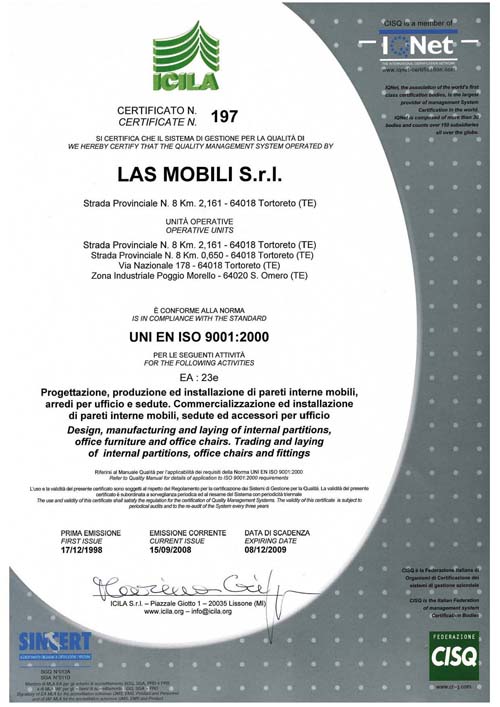 CISQ is a member of
IQNet
THE INTERNATIONAL CERTIFICATION NETWORK
www.iqnet-certification.com
IQNet, the association of the world's first
class certification bodies, is the largest
provider of management System
Certification in the world.
IQNet is composed of more than 30
bodies and counts over 150 subsidiaries
all over the globe.
ICILA
CERTIFICATO N.
CERTIFICATE N. 197
SI CERTIFICA CHE IL SISTEMA DI GESTIONE PER LA QUALITÀ DI
WE HEREBY CERTIFY THAT THE QUALITY MANAGEMENT SYSTEM OPERATED BY
LAS MOBILI S.r.l.
Strada Provinciale N. 8 Km. 2,161 - 64018 Tortoreto (TE)
UNITÀ OPERATIVE
OPERATIVE UNITS
Strada Provinciale N. 8 Km. 2,161 - 64018 Tortoreto (TE)
Strada Provinciale N. 8 Km. 0,650 - 64018 Tortoreto (TE)
Via Nazionale 178 - 64018 Tortoreto (TE)
Zona Industriale Poggio Morello - 64020 S. Omero (TE)
È CONFORME ALLA NORMA
IS IN COMPLIANCE WITH THE STANDARD
UNI EN ISO 9001:2000
PER LE SEGUENTI ATTIVITÀ
FOR THE FOLLOWING ACTIVITIES
EA : 23e
Progettazione, produzione ed installazione di pareti interne mobili,
arredi per ufficio e sedute. Commercializzazione ed installazione
di pareti interne mobili, sedute ed accessori per ufficio
Design, manufacturing and laying of internal partitions,
office furniture and office chairs. Trading and laying
of internal partitions, office chairs and fittings
Riferirsi al Manuale Qualità per l'applicabilità dei requisiti della Norma UNI EN ISO 9001:2000
Refer to Quality Manual for details of application to ISO 9001:2000 requirements
L'uso e la validità del presente certificato sono soggetti al rispetto del Regolamento per la certificazione dei Sistemi di Gestione per la Qualità. La validità del presente
certificato è subordinata a sorveglianza periodica ed al riesame del Sistema con periodicità triennale
The use and validity of this certificate shall satisfy the regulation for the certification of Quality Management Systems. The validity of this certificate is subject to
periodical audits and to the re-audit of the System every three years
PRIMA EMISSIONE
FIRST ISSUE
17/12/1998
EMISSIONE CORRENTE
CURRENT ISSUE
15/09/2008
DATA DI SCADENZA
EXPIRING DATE
08/12/2009
ICILA S.r.l. – Piazzale Giotto 1 – 20035 Lissone (MI)
www.icila.org – info@icila.org
CISQ è la Federazione Italiana di
Organismi di Certificazione dei
sistemi di gestione aziendale
CISQ is the Italian Federation
of management system
Certification Bodies
FEDERAZIONE
CISQ
SINCERT